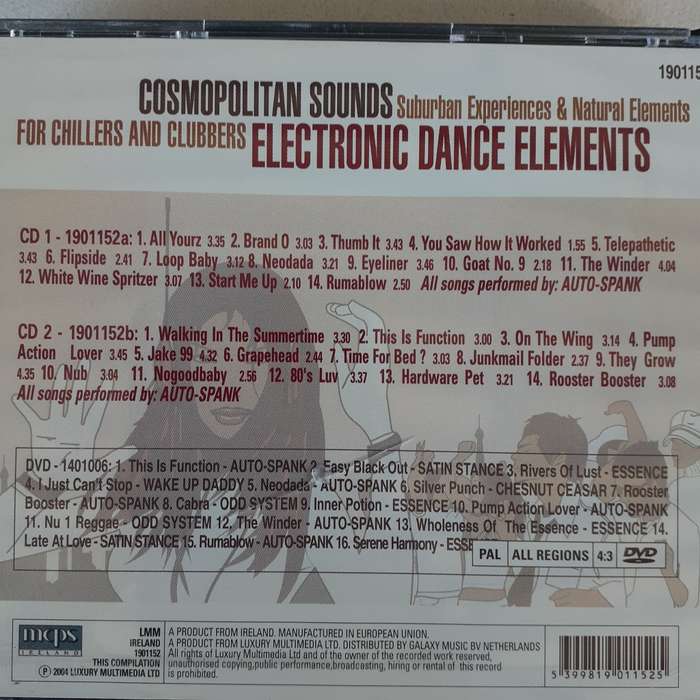 190115
COSMOPOLITAN SOUNDS Suburban Experiences & Natural Elements
FOR CHILLERS AND CLUBBERS ELECTRONIC DANCE ELEMENTS
CD 1 - 1901152a: 1. All Yourz 3.35 2. Brand O 3.03 3. Thumb It 3.43 4. You Saw How It Worked 1.55 5. Telepathetic
3.43 6. Flipside 2.41 7. Loop Baby 3.12 8. Neodada 3.21 9. Eyeliner 3.46 10. Goat No. 9 2.18 11. The Winder 4.04
12. White Wine Spritzer 3.07 13. Start Me Up 2.10 14. Rumablow 2.50 All songs performed by: AUTO-SPANK
CD 2 - 1901152b: 1. Walking In The Summertime 3.30 2. This Is Function 3.00 3. On The Wing 3.14 4. Pump
Action Lover 3.45 5. Jake 99 4.32 6. Grapehead 2.44 7. Time For Bed ? 3.03 8. Junkmail Folder 2.37 9. They Grow
4.35 10. Nub 3.04 11. Nogoodbaby 2.56 12. 80's Luv 3.37 13. Hardware Pet 3.21 14. Rooster Booster 3.08
All songs performed by: AUTO-SPANK
DVD - 1401006: 1. This Is Function - AUTO-SPANK 2. Easy Black Out - SATIN STANCE 3. Rivers Of Lust - ESSENCE
4. I Just Can't Stop - WAKE UP DADDY 5. Neodada - AUTO-SPANK 6. Silver Punch - CHESNUT CEASAR 7. Rooster
Booster - AUTO-SPANK 8. Cabra - ODD SYSTEM 9. Inner Potion - ESSENCE 10. Pump Action Lover - AUTO-SPANK
11. Nu 1 Reggae - ODD SYSTEM 12. The Winder - AUTO-SPANK 13. Wholeness Of The Essence - ESSENCE 14.
Late At Love - SATIN STANCE 15. Rumablow - AUTO-SPANK 16. Serene Harmony - ESSE
PAL ALL REGIONS 4:3 DVD
mcps
IRELAND
LMM
IRELAND
1901152
THIS COMPILATION
℗ 2004 LUXURY MULTIMEDIA LTD
A PRODUCT FROM IRELAND. MANUFACTURED IN EUROPEAN UNION.
A PRODUCT FROM LUXURY MULTIMEDIA LTD. DISTRIBUTED BY GALAXY MUSIC BV NETHERLANDS
All rights of Luxury Multimedia Ltd. and of the owner of the recorded work reserved.
unauthorised copying,public performance,broadcasting, hiring or rental of this record
is prohibited.
5 399819 011525